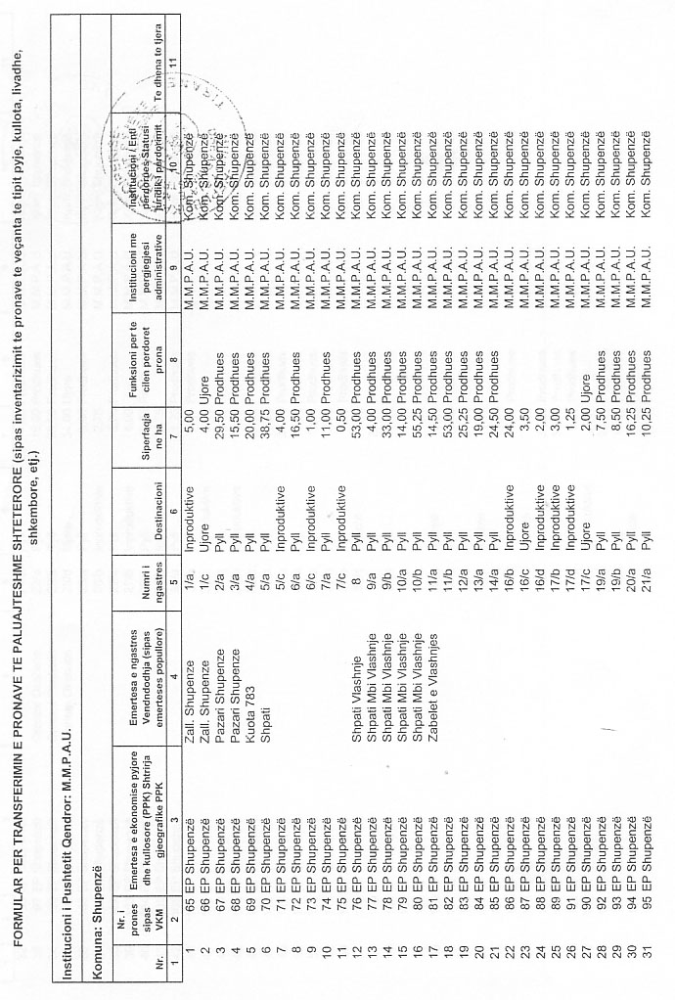 FORMULAR PER TRANSFERIMIN E PRONAVE TE PALUAJTESHME SHTETERORE (sipas inventarizimit te pronave te veçanta te tipit pyje, kullota, livadhe,
shkembore, etj.)
Institucioni i Pushtetit Qendror: M.M.P.A.U.
Komuna: Shupenzë
Nr. | Nr. i prones sipas VKM | Emertesa e ekonomise pyjore dhe kullosore (PPK) Shtrirja gjeografike PPK | Emertesa e ngastres Vendndodhja (sipas emerteses popullore) | Numri i ngastres | Destinacioni | Siperfaqja ne ha | Funksioni per te cilen perdoret prona | Institucioni me pergjegjesi administrative | Institucioni / Enti perdorues Statusi juridik i perdorimit | Te dhena te tjera
1 | 2 | 3 | 4 | 5 | 6 | 7 | 8 | 9 | 10 | 11
1 65 EP Shupenzë Zall. Shupenze 1/a Inproduktive 5,00 M.M.P.A.U. Kom. Shupenzë
2 66 EP Shupenzë Zall. Shupenze 1/c Ujore 4,00 Ujore M.M.P.A.U. Kom. Shupenzë
3 67 EP Shupenzë Pazari Shupenze 2/a Pyll 29,50 Prodhues M.M.P.A.U. Kom. Shupenzë
4 68 EP Shupenzë Pazari Shupenze 3/a Pyll 15,50 Prodhues M.M.P.A.U. Kom. Shupenzë
5 69 EP Shupenzë Kuota 783 4/a Pyll 20,00 Prodhues M.M.P.A.U. Kom. Shupenzë
6 70 EP Shupenzë Shpati 5/a Pyll 38,75 Prodhues M.M.P.A.U. Kom. Shupenzë
7 71 EP Shupenzë 5/c Inproduktive 4,00 M.M.P.A.U. Kom. Shupenzë
8 72 EP Shupenzë 6/a Pyll 16,50 Prodhues M.M.P.A.U. Kom. Shupenzë
9 73 EP Shupenzë 6/c Inproduktive 1,00 M.M.P.A.U. Kom. Shupenzë
10 74 EP Shupenzë 7/a Pyll 11,00 Prodhues M.M.P.A.U. Kom. Shupenzë
11 75 EP Shupenzë 7/c Inproduktive 0,50 M.M.P.A.U. Kom. Shupenzë
12 76 EP Shupenzë Shpati Vlashnje 8 Pyll 53,00 Prodhues M.M.P.A.U. Kom. Shupenzë
13 77 EP Shupenzë Shpati Mbi Vlashnje 9/a Pyll 4,00 Prodhues M.M.P.A.U. Kom. Shupenzë
14 78 EP Shupenzë Shpati Mbi Vlashnje 9/b Pyll 33,00 Prodhues M.M.P.A.U. Kom. Shupenzë
15 79 EP Shupenzë Shpati Mbi Vlashnje 10/a Pyll 14,00 Prodhues M.M.P.A.U. Kom. Shupenzë
16 80 EP Shupenzë Shpati Mbi Vlashnje 10/b Pyll 55,25 Prodhues M.M.P.A.U. Kom. Shupenzë
17 81 EP Shupenzë Zabelet e Vlashnjes 11/a Pyll 14,50 Prodhues M.M.P.A.U. Kom. Shupenzë
18 82 EP Shupenzë 11/b Pyll 53,00 Prodhues M.M.P.A.U. Kom. Shupenzë
19 83 EP Shupenzë 12/a Pyll 25,25 Prodhues M.M.P.A.U. Kom. Shupenzë
20 84 EP Shupenzë 13/a Pyll 19,00 Prodhues M.M.P.A.U. Kom. Shupenzë
21 85 EP Shupenzë 14/a Pyll 24,50 Prodhues M.M.P.A.U. Kom. Shupenzë
22 86 EP Shupenzë 16/b Inproduktive 24,00 M.M.P.A.U. Kom. Shupenzë
23 87 EP Shupenzë 16/c Ujore 3,50 M.M.P.A.U. Kom. Shupenzë
24 88 EP Shupenzë 16/d Inproduktive 2,00 M.M.P.A.U. Kom. Shupenzë
25 89 EP Shupenzë 17/b Inproduktive 3,00 M.M.P.A.U. Kom. Shupenzë
26 91 EP Shupenzë 17/d Inproduktive 1,25 M.M.P.A.U. Kom. Shupenzë
27 90 EP Shupenzë 17/c Ujore 2,00 Ujore M.M.P.A.U. Kom. Shupenzë
28 92 EP Shupenzë 19/a Pyll 7,50 Prodhues M.M.P.A.U. Kom. Shupenzë
29 93 EP Shupenzë 19/b Pyll 8,50 Prodhues M.M.P.A.U. Kom. Shupenzë
30 94 EP Shupenzë 20/a Pyll 16,25 Prodhues M.M.P.A.U. Kom. Shupenzë
31 95 EP Shupenzë 21/a Pyll 10,25 Prodhues M.M.P.A.U. Kom. Shupenzë